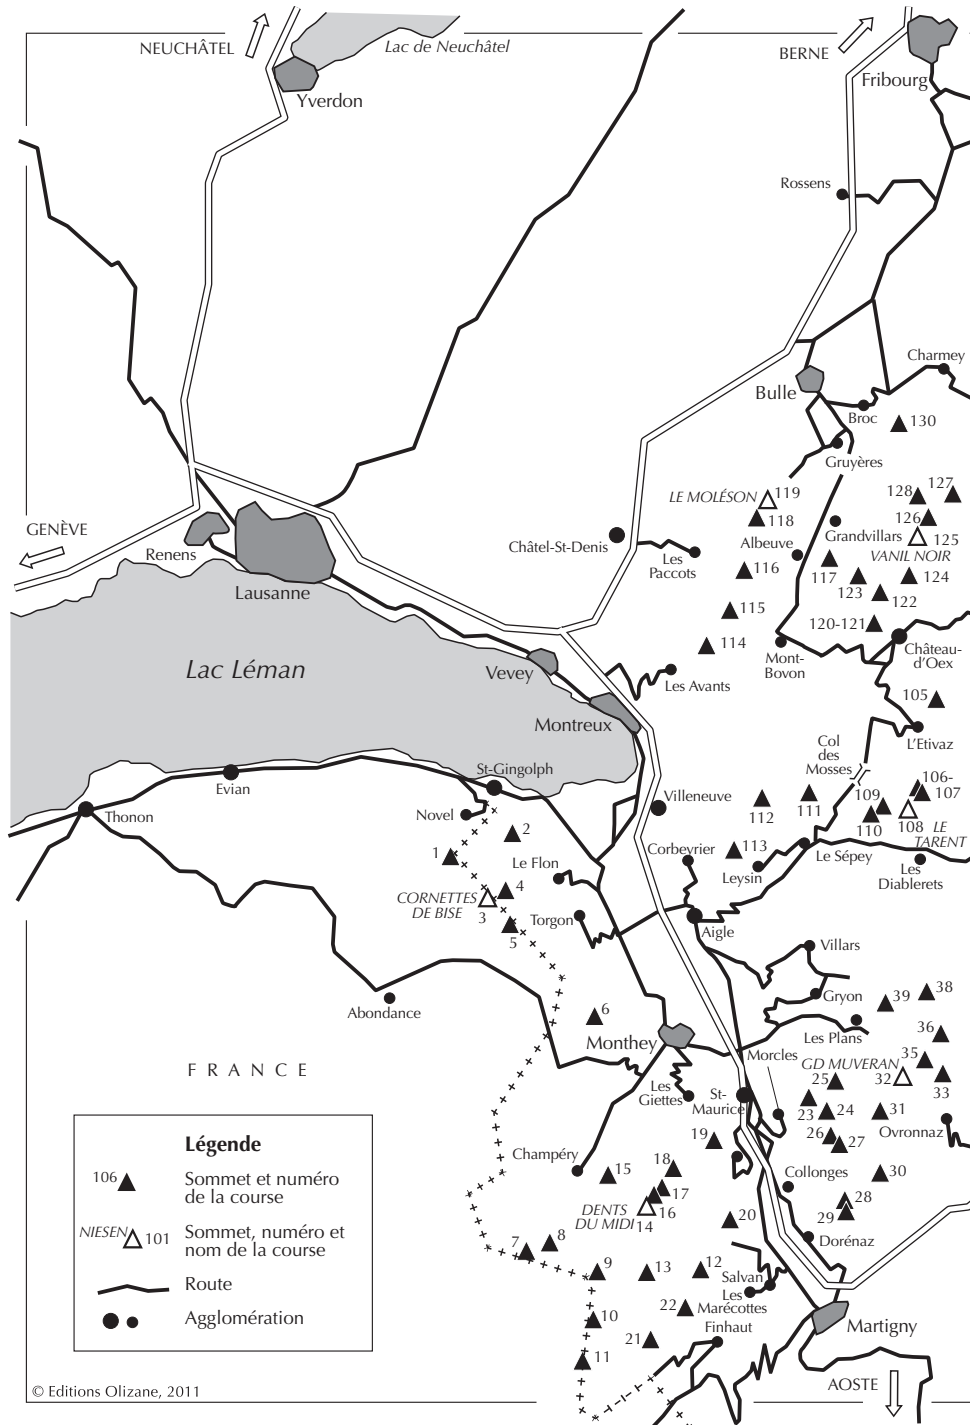 NEUCHÂTEL
Lac de Neuchâtel
BERNE
Yverdon
Fribourg
Rossens
Charmey
Bulle
Broc
130
Gruyères
LE MOLÉSON
119
118
128
127
126
125
Grandvillars
VANIL NOIR
GENÈVE
Renens
Châtel-St-Denis
Les
Paccots
Albeuve
117
116
124
123
122
Lausanne
115
120-121
Château-
d'Oex
114
Mont-
Bovon
Lac Léman
Vevey
Les Avants
105
Montreux
L'Etivaz
Col
des
Mosses
St-Gingolph
Evian
106-
107
Thonon
Novel
Villeneuve
112
111
109
110
108
LE
TARENT
2
1
Le Flon
Corbeyrier
113
Leysin
Le Sépey
Les
Diablerets
CORNETTES
DE BISE
3
4
5
Torgon
Aigle
Villars
Abondance
6
Gryon
39
38
Monthey
Les Plans
36
FRANCE
Morcles
GD MUVERAN
35
25
32
33
Les
Giettes
St-
Maurice
23
24
31
Ovronnaz
26
27
19
Légende
106
Sommet et numéro
de la course
NIESEN
101
Sommet, numéro et
nom de la course
Route
Agglomération
Champéry
15
18
17
16
DENTS
DU MIDI
14
Collonges
30
28
29
20
Dorénaz
7
8
9
13
12
Salvan
Les
Marécottes
22
10
Finhaut
Martigny
21
11
AOSTE
© Editions Olizane, 2011